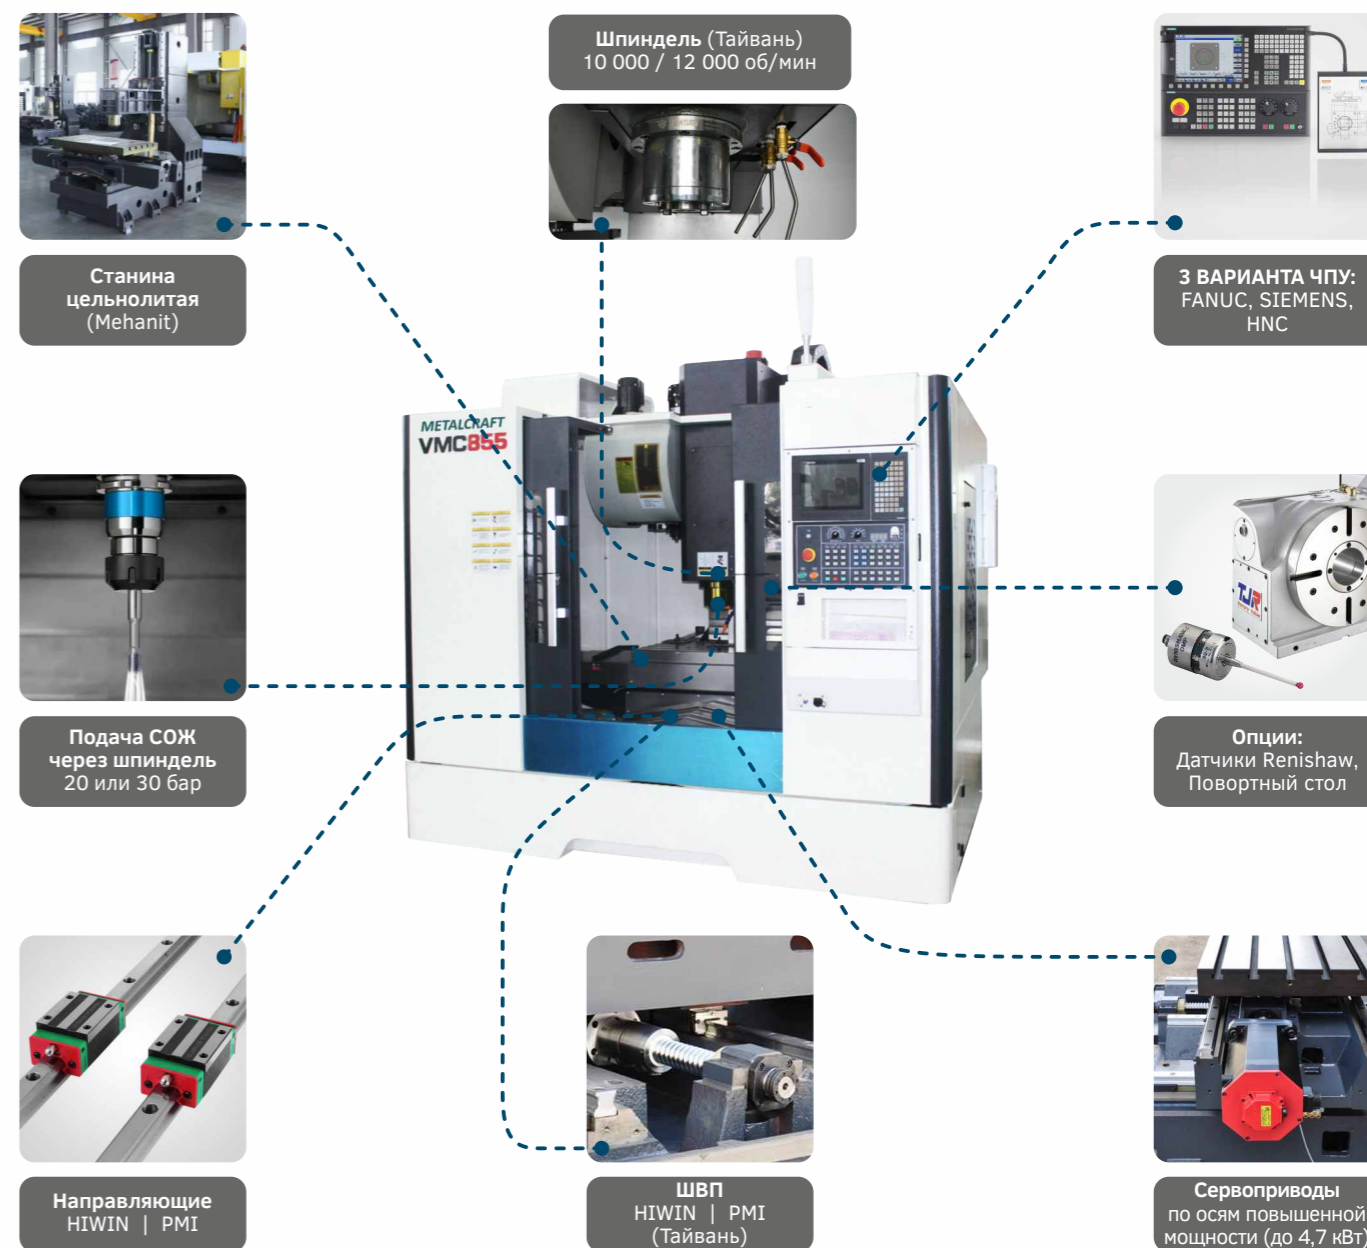 Шпиндель (Тайвань)
10 000 / 12 000 об/мин
Станина
цельнолитая
(Mehanit)
3 ВАРИАНТА ЧПУ:
FANUC, SIEMENS,
HNC
METALCRAFT
VMC855
Подача СОЖ
через шпиндель
20 или 30 бар
TJR
Опции:
Датчики Renishaw,
Повортный стол
Направляющие
HIWIN | PMI
ШВП
HIWIN | PMI
(Тайвань)
Сервоприводы
по осям повышенной
мощности (до 4,7 кВт)